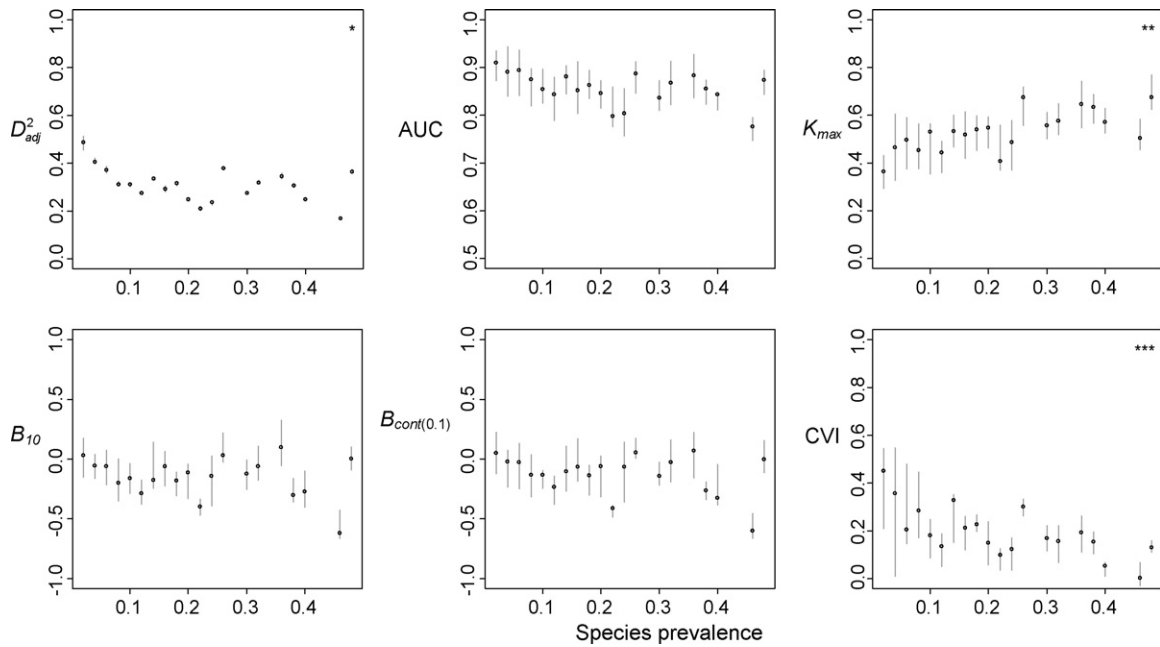 *
D²adj
0.0 0.2 0.4 0.6 0.8 1.0
0.1 0.2 0.3 0.4
AUC
0.5 0.6 0.7 0.8 0.9 1.0
0.1 0.2 0.3 0.4
**
Kmax
0.0 0.2 0.4 0.6 0.8 1.0
0.1 0.2 0.3 0.4
B10
-1.0 -0.5 0.0 0.5 1.0
0.1 0.2 0.3 0.4
Bcont(0.1)
-1.0 -0.5 0.0 0.5 1.0
0.1 0.2 0.3 0.4
***
CVI
0.0 0.2 0.4 0.6 0.8 1.0
0.1 0.2 0.3 0.4
Species prevalence